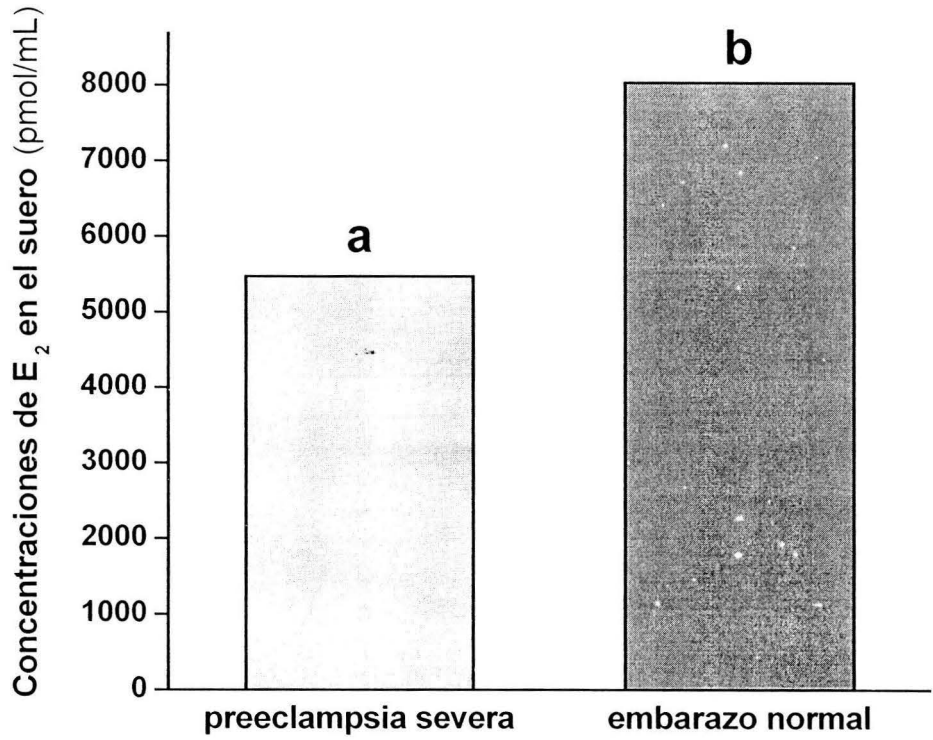 Concentraciones de E2 en el suero (pmol/mL)
8000
7000
6000
5000
4000
3000
2000
1000
0
a
b
preeclampsia severa
embarazo normal